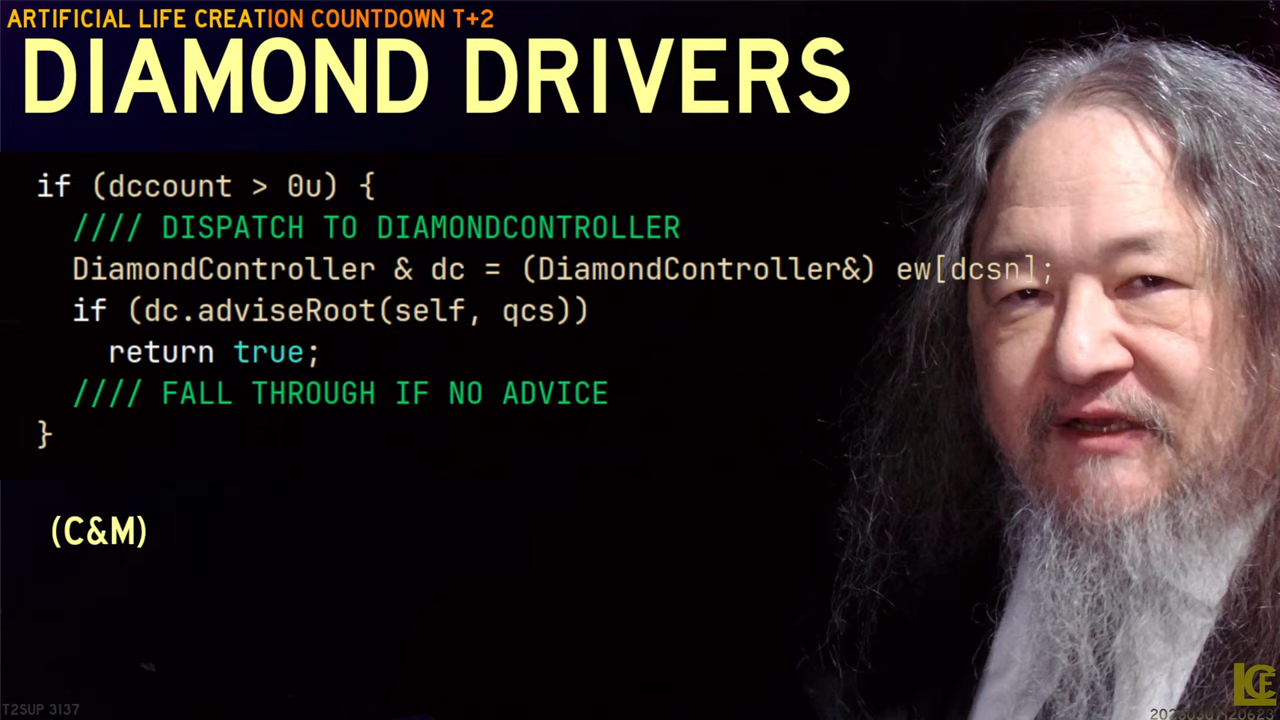 ARTIFICIAL LIFE CREATION COUNTDOWN T+2
DIAMOND DRIVERS
if (dccount > 0u) {
//// DISPATCH TO DIAMONDCONTROLLER
DiamondController & dc = (DiamondController&) ew[dcsn];
if (dc.adviseRoot(self, qcs))
return true;
//// FALL THROUGH IF NO ADVICE
}
(C&M)
T2SUP 3137